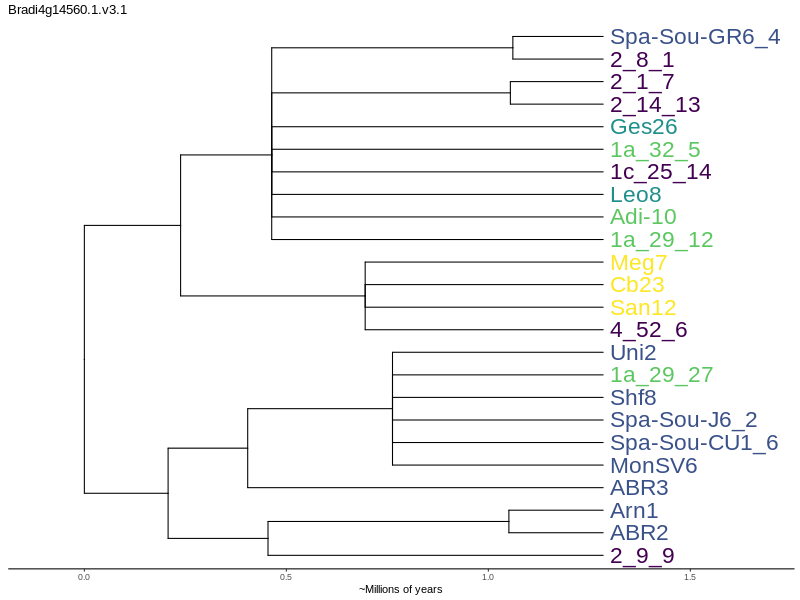 Bradi4g14560.1.v3.1
Spa-Sou-GR6_4
2_8_1
2_1_7
2_14_13
Ges26
1a_32_5
1c_25_14
Leo8
Adi-10
1a_29_12
Meg7
Cb23
San12
4_52_6
Uni2
1a_29_27
Shf8
Spa-Sou-J6_2
Spa-Sou-CU1_6
MonSV6
ABR3
Arn1
ABR2
2_9_9
0.0 0.5 1.0 1.5
~Millions of years